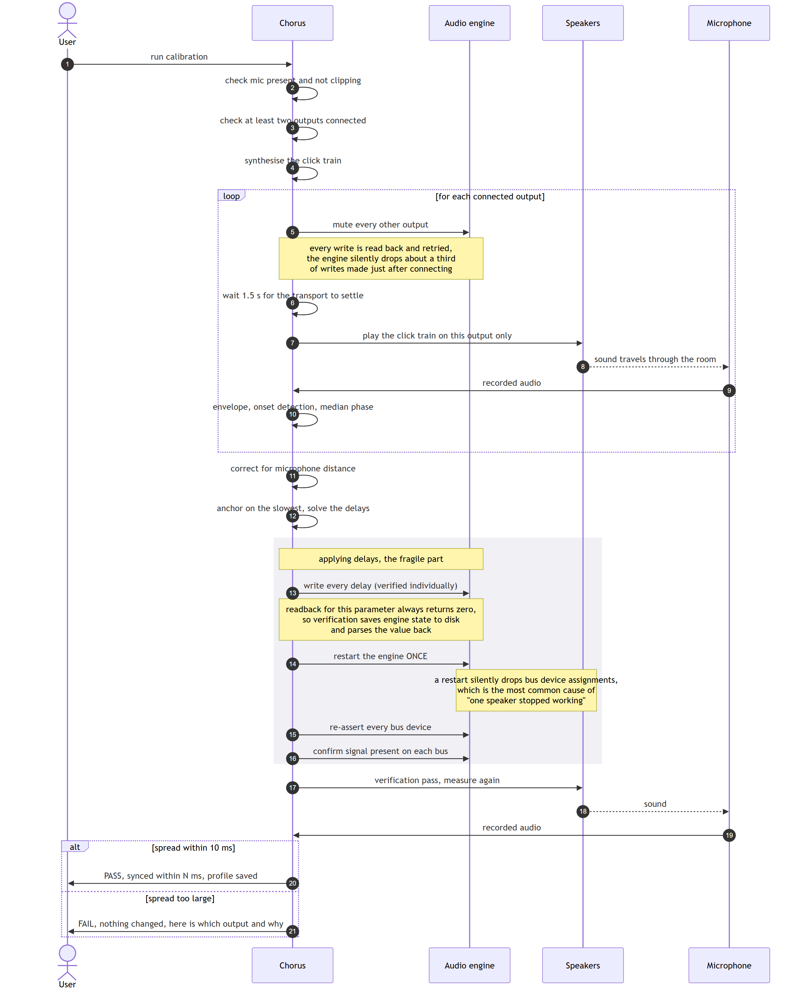 User
Chorus
Audio engine
Speakers
Microphone
run calibration
1
check mic present and not clipping
2
check at least two outputs connected
3
synthesise the click train
4
loop
[for each connected output]
mute every other output
5
every write is read back and retried,
the engine silently drops about a third
of writes made just after connecting
wait 1.5 s for the transport to settle
6
play the click train on this output only
7
sound travels through the room
8
recorded audio
9
envelope, onset detection, median phase
10
correct for microphone distance
11
anchor on the slowest, solve the delays
12
applying delays, the fragile part
write every delay (verified individually)
13
readback for this parameter always returns zero,
so verification saves engine state to disk
and parses the value back
restart the engine ONCE
14
a restart silently drops bus device assignments,
which is the most common cause of
"one speaker stopped working"
re-assert every bus device
15
confirm signal present on each bus
16
verification pass, measure again
17
sound
18
recorded audio
19
alt
[spread within 10 ms]
PASS, synced within N ms, profile saved
20
[spread too large]
FAIL, nothing changed, here is which output and why
21
User
Chorus
Audio engine
Speakers
Microphone